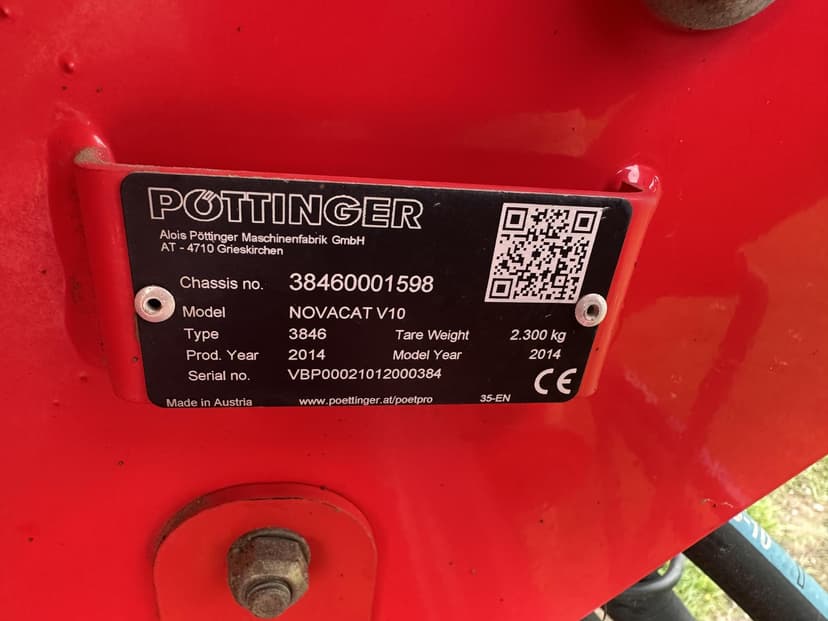 PÖTTINGER
Alois Pöttinger Maschinenfabrik GmbH
AT - 4710 Grieskirchen
Chassis no. 38460001598
Model NOVACAT V10
Type 3846 Tare Weight 2.300 kg
Prod. Year 2014 Model Year 2014
Serial no. VBP00021012000384
CE
Made in Austria www.poettinger.at/poetpro 35-EN